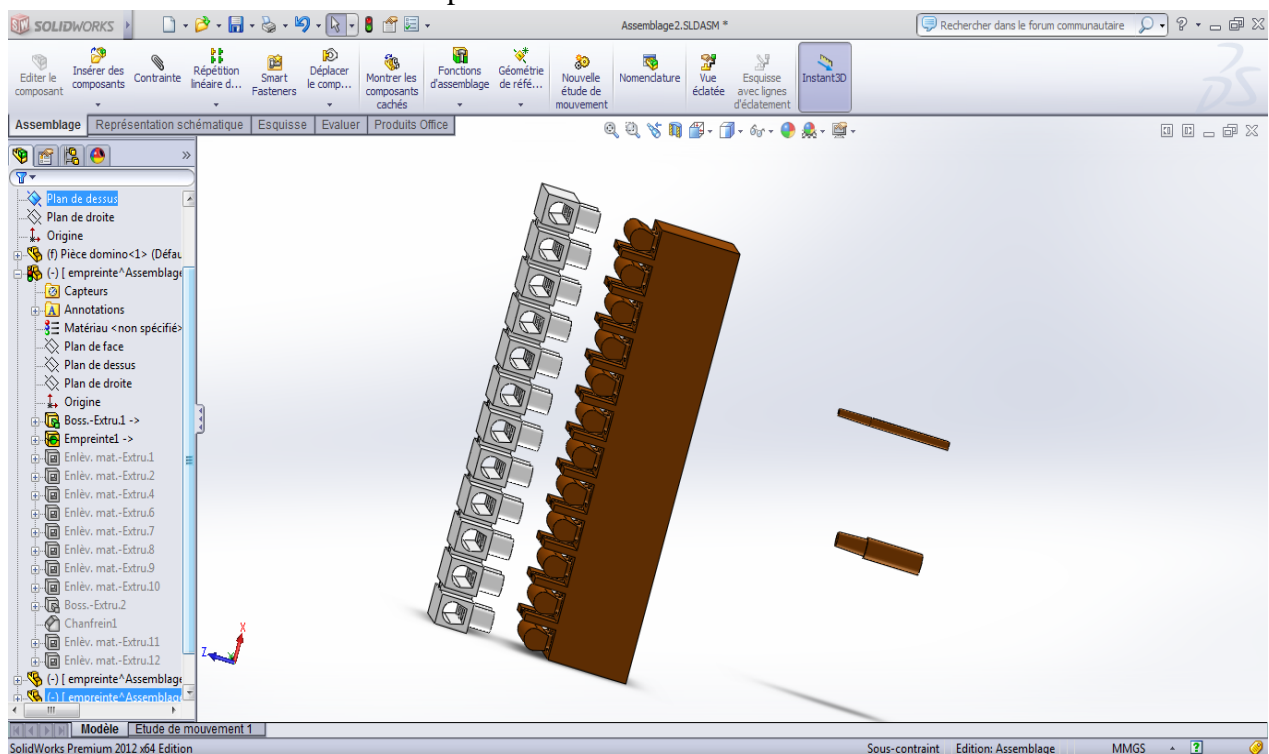 SOLIDWORKS
Assemblage2.SLDASM *
Rechercher dans le forum communautaire
Editer le composant
Insérer des composants
Contrainte
Répétition linéaire d...
Smart Fasteners
Déplacer le comp...
Montrer les composants cachés
Fonctions d'assemblage
Géométrie de réfé...
Nouvelle étude de mouvement
Nomenclature
Vue éclatée
Esquisse avec lignes d'éclatement
Instant3D
Assemblage
Représentation schématique
Esquisse
Evaluer
Produits Office
Plan de dessus
Plan de droite
Origine
(f) Pièce domino<1> (Défau
(-) [ empreinte^Assemblage
Capteurs
Annotations
Matériau <non spécifié>
Plan de face
Plan de dessus
Plan de droite
Origine
Boss.-Extru.1 ->
Empreinte1 ->
Enlèv. mat.-Extru.1
Enlèv. mat.-Extru.2
Enlèv. mat.-Extru.4
Enlèv. mat.-Extru.6
Enlèv. mat.-Extru.7
Enlèv. mat.-Extru.8
Enlèv. mat.-Extru.9
Enlèv. mat.-Extru.10
Boss.-Extru.2
Chanfrein1
Enlèv. mat.-Extru.11
Enlèv. mat.-Extru.12
(-) [ empreinte^Assemblage
(-) [ empreinte^Assemblage
X
Z
Modèle
Etude de mouvement 1
SolidWorks Premium 2012 x64 Edition
Sous-contraint
Edition: Assemblage
MMGS